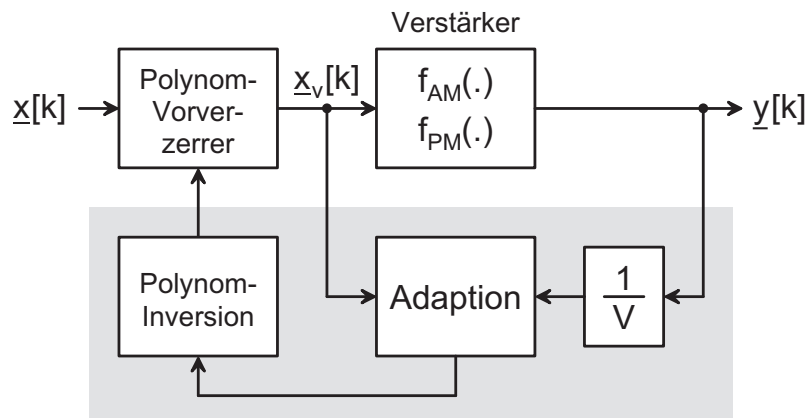 Verstärker
x[k]
Polynom-
Vorver-
zerrer
x_v[k]
f_AM(.)
f_PM(.)
y[k]
Polynom-
Inversion
Adaption
1
V